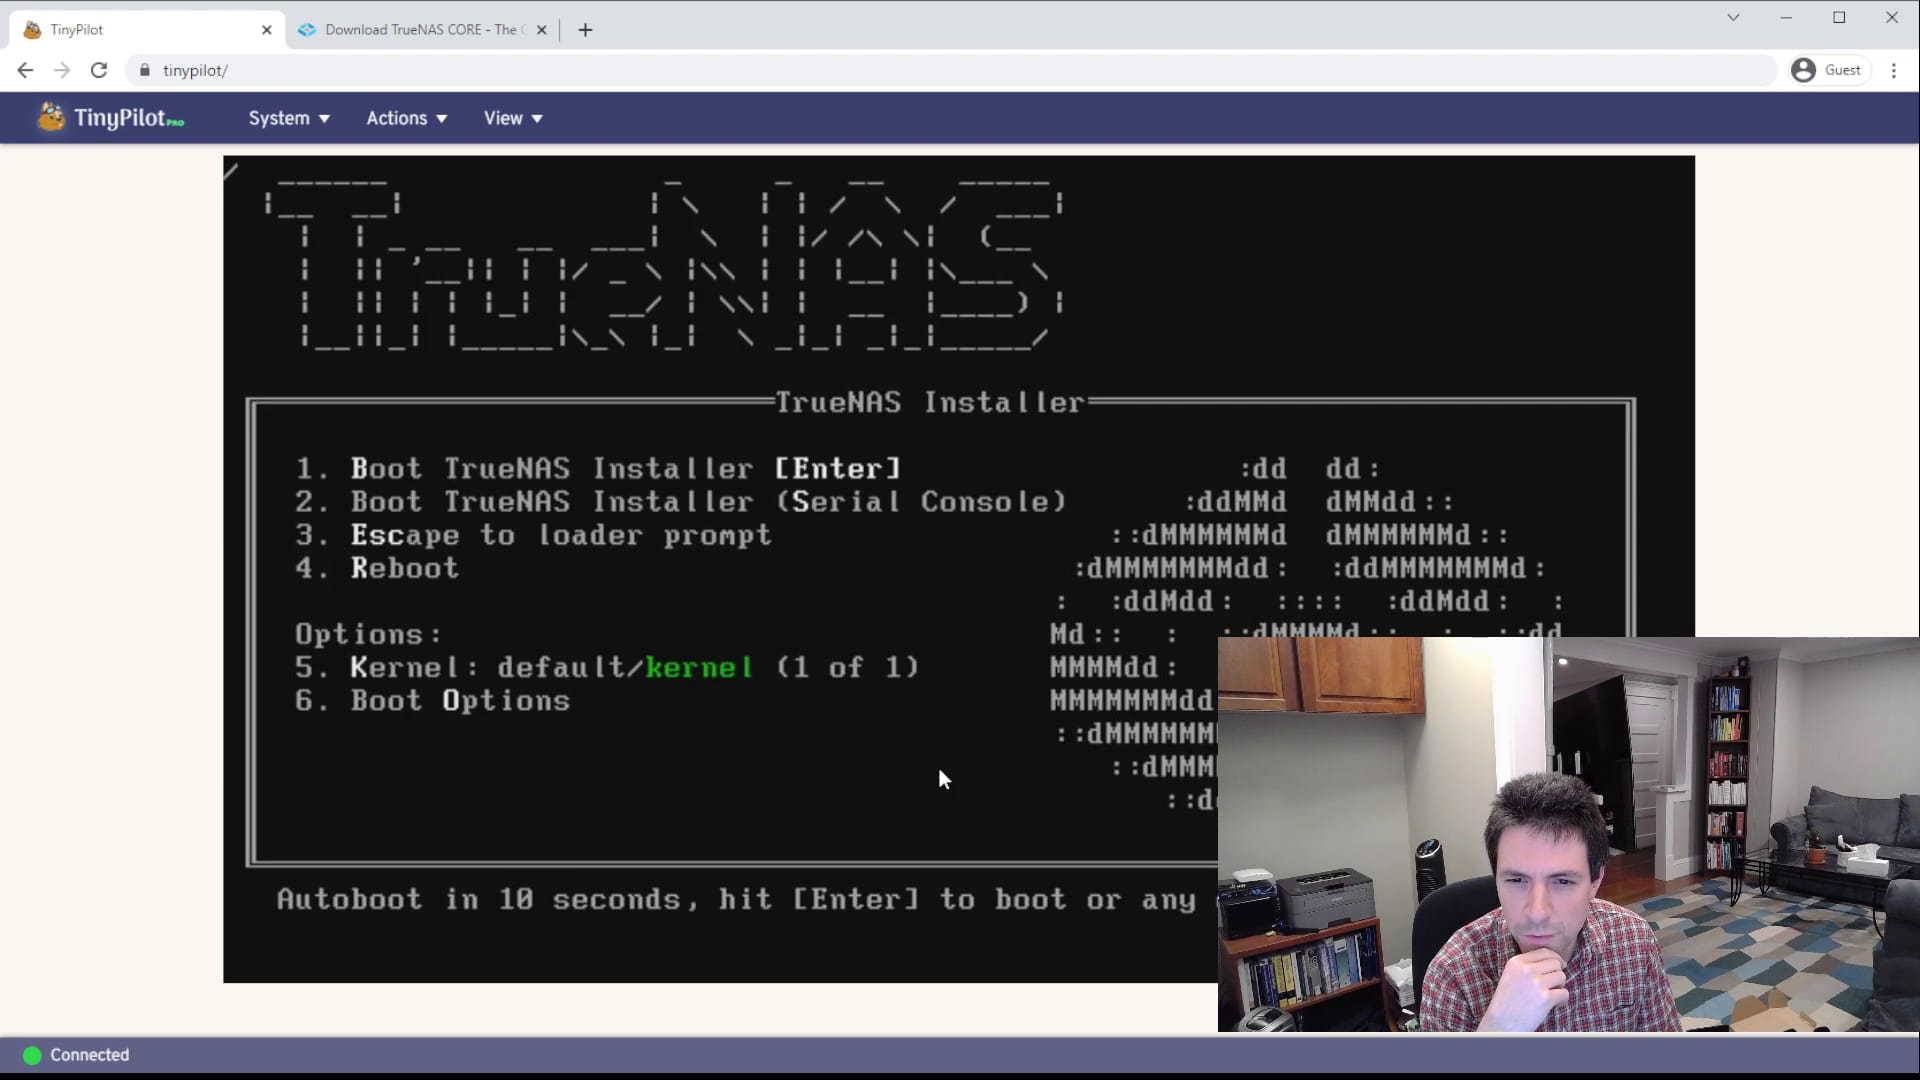 TinyPilot
Download TrueNAS CORE - The
tinypilot/
Guest
TinyPilot PRO
System
Actions
View
TrueNAS
TrueNAS Installer
1. Boot TrueNAS Installer [Enter]
2. Boot TrueNAS Installer (Serial Console)
3. Escape to loader prompt
4. Reboot
Options:
5. Kernel: default/kernel (1 of 1)
6. Boot Options
:dd dd:
:ddMMd dMMdd::
::dMMMMMMd dMMMMMMd::
:dMMMMMMMdd: :ddMMMMMMMd:
: :ddMdd: :::: :ddMdd: :
Md:: : ::dMMMMd:: : ::dd
MMMMdd:
MMMMMMMdd
::dMMMMMM
::dMMM
::d
Autoboot in 10 seconds, hit [Enter] to boot or any
Connected